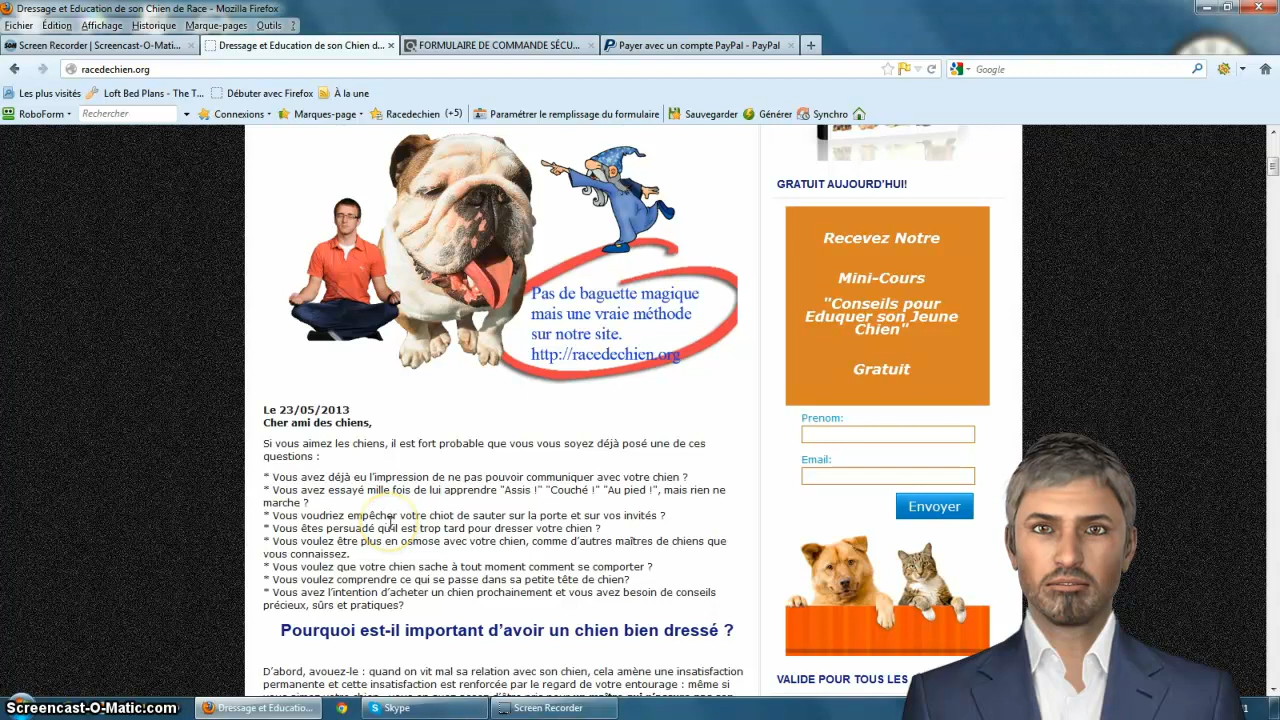 Dressage et Education de son Chien de Race - Mozilla Firefox
Fichier Édition Affichage Historique Marque-pages Outils ?
Screen Recorder | Screencast-O-Matic... Dressage et Education de son Chien d... FORMULAIRE DE COMMANDE SÉCU... Payer avec un compte PayPal - PayPal
racedechien.org Google
Les plus visités Loft Bed Plans - The T... Débuter avec Firefox À la une
RoboForm Rechercher Connexions Marques-page Racedechien (+5) Paramétrer le remplissage du formulaire Sauvegarder Générer Synchro
Pas de baguette magique
mais une vraie méthode
sur notre site.
http://racedechien.org
Le 23/05/2013
Cher ami des chiens,
Si vous aimez les chiens, il est fort probable que vous vous soyez déjà posé une de ces
questions :
* Vous avez déjà eu l'impression de ne pas pouvoir communiquer avec votre chien ?
* Vous avez essayé mille fois de lui apprendre "Assis !" "Couché !" "Au pied !", mais rien ne
marche ?
* Vous voudriez empêcher votre chiot de sauter sur la porte et sur vos invités ?
* Vous êtes persuadé qu'il est trop tard pour dresser votre chien ?
* Vous voulez être plus en osmose avec votre chien, comme d'autres maîtres de chiens que
vous connaissez.
* Vous voulez que votre chien sache à tout moment comment se comporter ?
* Vous voulez comprendre ce qui se passe dans sa petite tête de chien?
* Vous avez l'intention d'acheter un chien prochainement et vous avez besoin de conseils
précieux, sûrs et pratiques?
Pourquoi est-il important d'avoir un chien bien dressé ?
D'abord, avouez-le : quand on vit mal sa relation avec son chien, cela amène une insatisfaction
permanente et cette insatisfaction est renforcée par le regard de votre entourage : même si
GRATUIT AUJOURD'HUI!
Recevez Notre
Mini-Cours
"Conseils pour
Eduquer son Jeune
Chien"
Gratuit
Prenom:
Email:
Envoyer
VALIDE POUR TOUS LES
Screencast-O-Matic.com Dressage et Educatio... Skype Screen Recorder